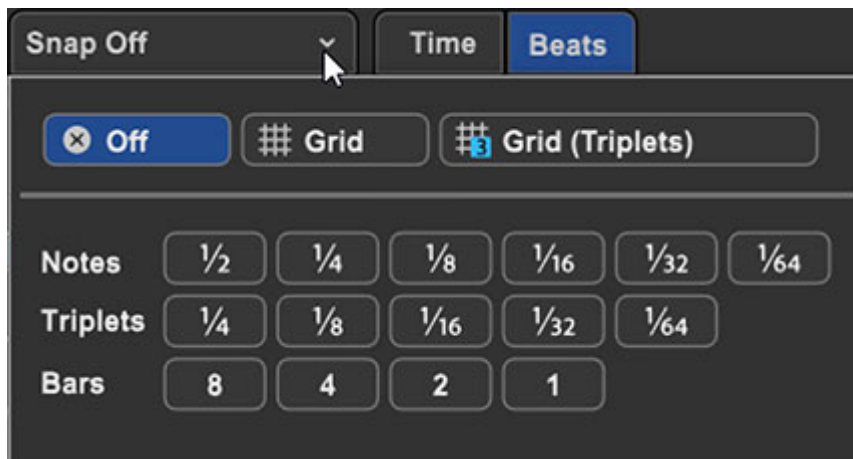 Snap Off Time Beats
Off Grid 3 Grid (Triplets)
Notes ½ ¼ ⅛ 1⁄16 1⁄32 1⁄64
Triplets ¼ ⅛ 1⁄16 1⁄32 1⁄64
Bars 8 4 2 1